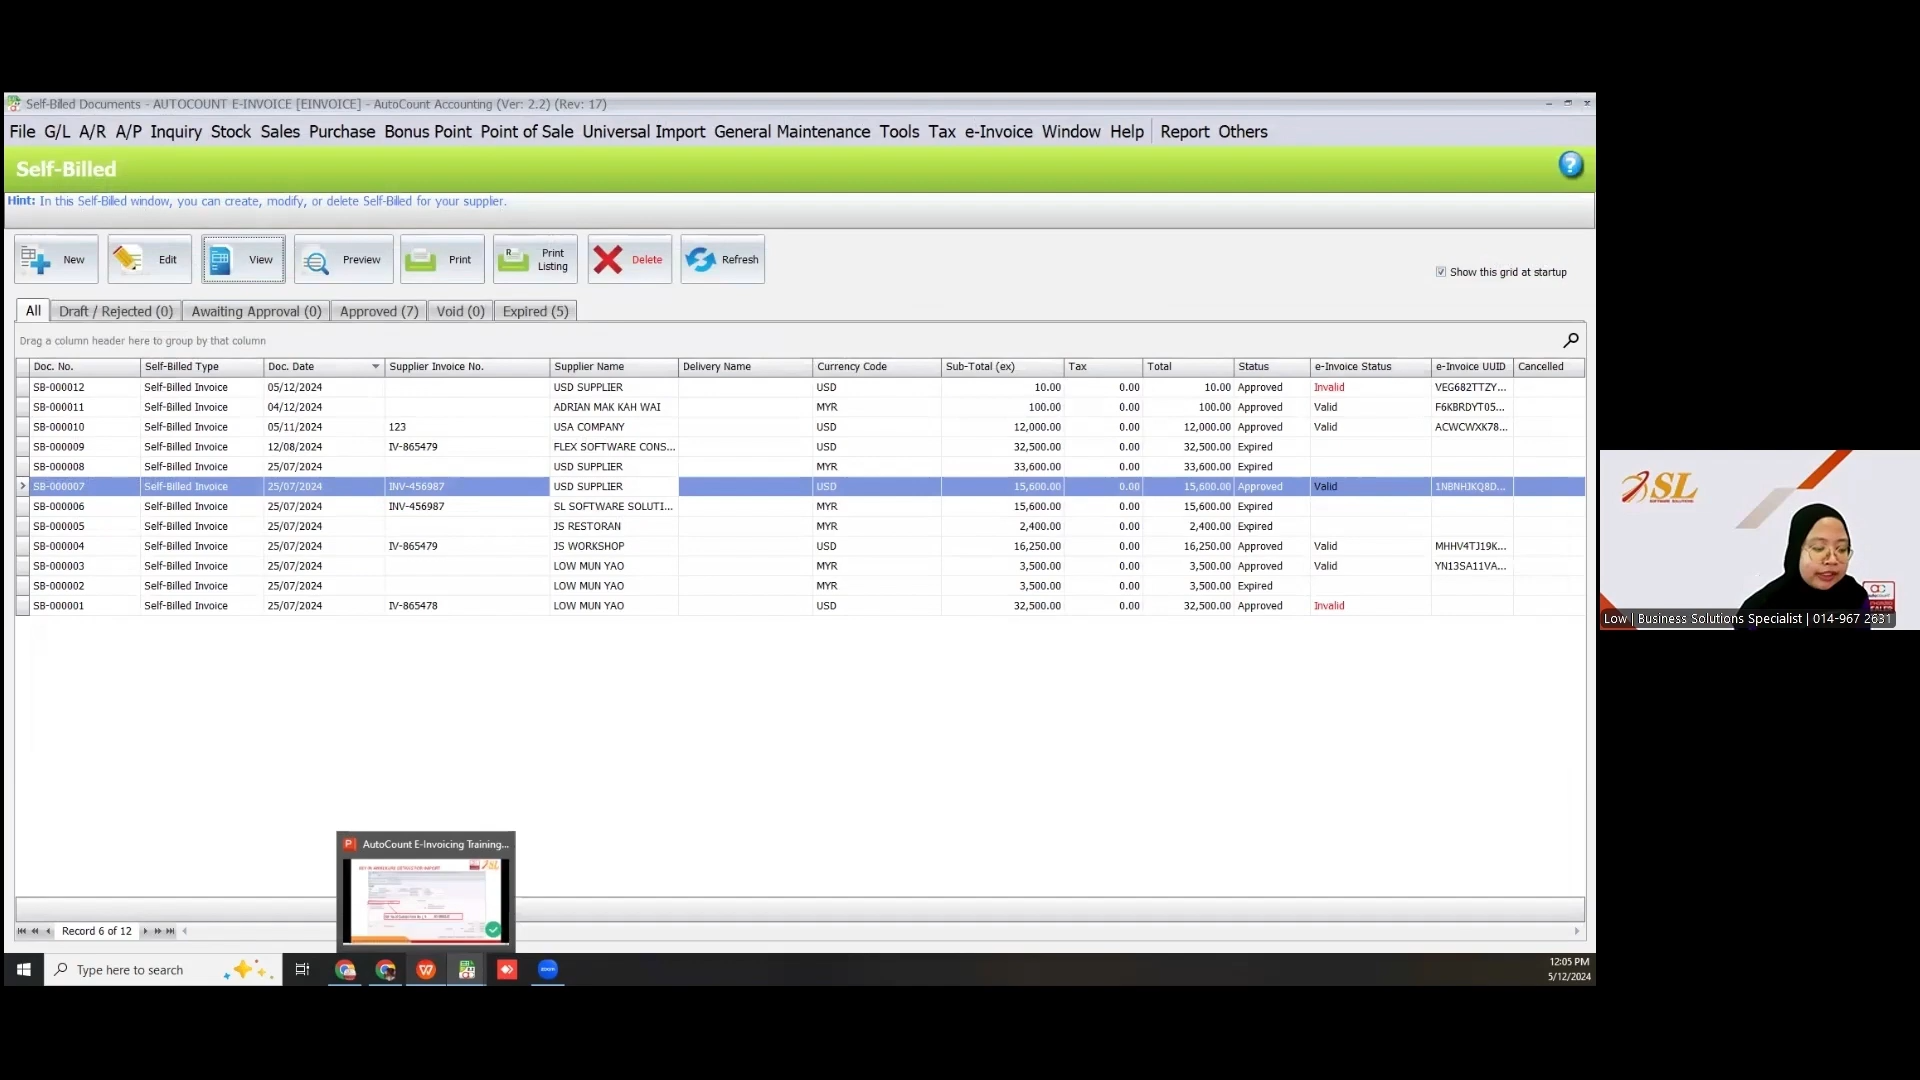 Self-Billed Documents - AUTOCOUNT E-INVOICE [EINVOICE] - AutoCount Accounting (Ver: 2.2) (Rev: 17)
File G/L A/R A/P Inquiry Stock Sales Purchase Bonus Point Point of Sale Universal Import General Maintenance Tools Tax e-Invoice Window Help Report Others
Self-Billed
Hint: In this Self-Billed window, you can create, modify, or delete Self-Billed for your supplier.
New Edit View Preview Print Print Listing Delete Refresh
Show this grid at startup
All Draft / Rejected (0) Awaiting Approval (0) Approved (7) Void (0) Expired (5)
Drag a column header here to group by that column
Doc. No. Self-Billed Type Doc. Date Supplier Invoice No. Supplier Name Delivery Name Currency Code Sub-Total (ex) Tax Total Status e-Invoice Status e-Invoice UUID Cancelled
SB-000012 Self-Billed Invoice 05/12/2024 USD SUPPLIER USD 10.00 0.00 10.00 Approved Invalid VEG682TTZY...
SB-000011 Self-Billed Invoice 04/12/2024 ADRIAN MAK KAH WAI MYR 100.00 0.00 100.00 Approved Valid F6KBRDYT05...
SB-000010 Self-Billed Invoice 05/11/2024 123 USA COMPANY USD 12,000.00 0.00 12,000.00 Approved Valid ACWCWXK78...
SB-000009 Self-Billed Invoice 12/08/2024 IV-865479 FLEX SOFTWARE CONS... USD 32,500.00 0.00 32,500.00 Expired
SB-000008 Self-Billed Invoice 25/07/2024 USD SUPPLIER MYR 33,600.00 0.00 33,600.00 Expired
SB-000007 Self-Billed Invoice 25/07/2024 INV-456987 USD SUPPLIER USD 15,600.00 0.00 15,600.00 Approved Valid 1NBNHJKQ8D...
SB-000006 Self-Billed Invoice 25/07/2024 INV-456987 SL SOFTWARE SOLUTI... MYR 15,600.00 0.00 15,600.00 Expired
SB-000005 Self-Billed Invoice 25/07/2024 JS RESTORAN MYR 2,400.00 0.00 2,400.00 Expired
SB-000004 Self-Billed Invoice 25/07/2024 IV-865479 JS WORKSHOP USD 16,250.00 0.00 16,250.00 Approved Valid MHHV4TJ19K...
SB-000003 Self-Billed Invoice 25/07/2024 LOW MUN YAO MYR 3,500.00 0.00 3,500.00 Approved Valid YN13SA11VA...
SB-000002 Self-Billed Invoice 25/07/2024 LOW MUN YAO MYR 3,500.00 0.00 3,500.00 Expired
SB-000001 Self-Billed Invoice 25/07/2024 IV-865478 LOW MUN YAO USD 32,500.00 0.00 32,500.00 Approved Invalid
AutoCount E-Invoicing Training...
Record 6 of 12
Type here to search
12:05 PM
5/12/2024
SL
Low | Business Solutions Specialist | 014-967 2631